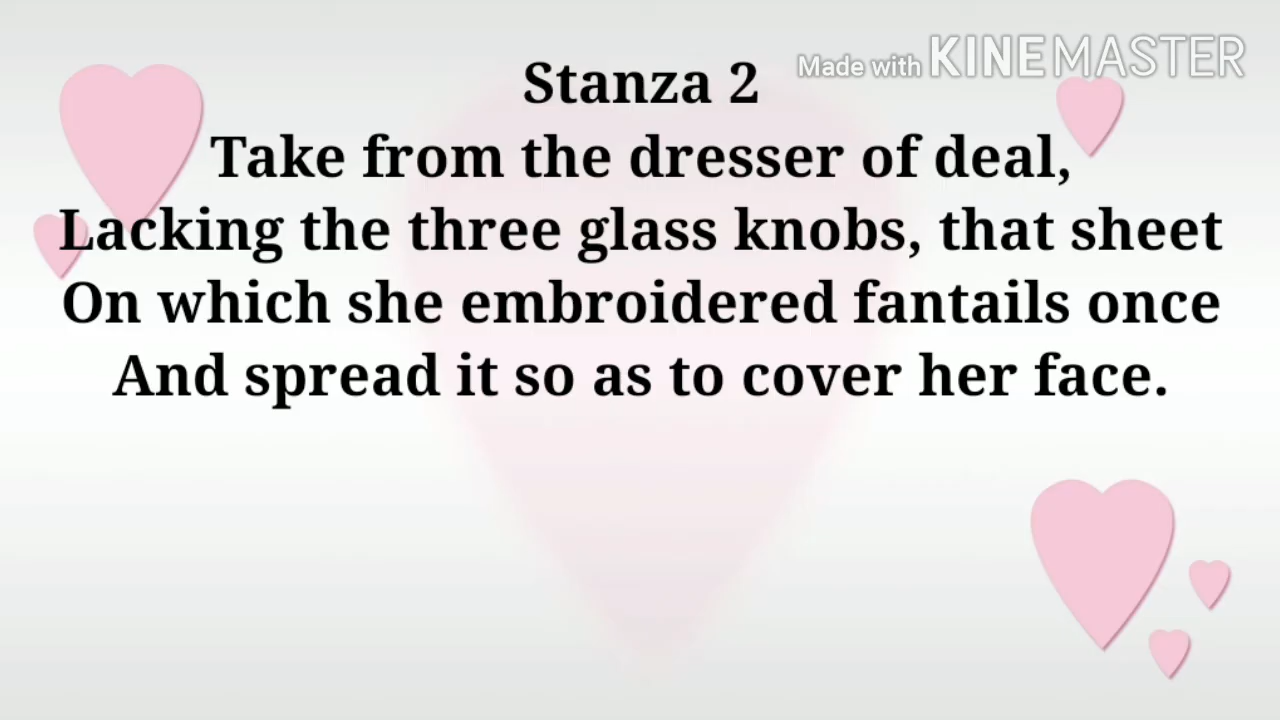 Made with KINEMASTER
Stanza 2
Take from the dresser of deal,
Lacking the three glass knobs, that sheet
On which she embroidered fantails once
And spread it so as to cover her face.